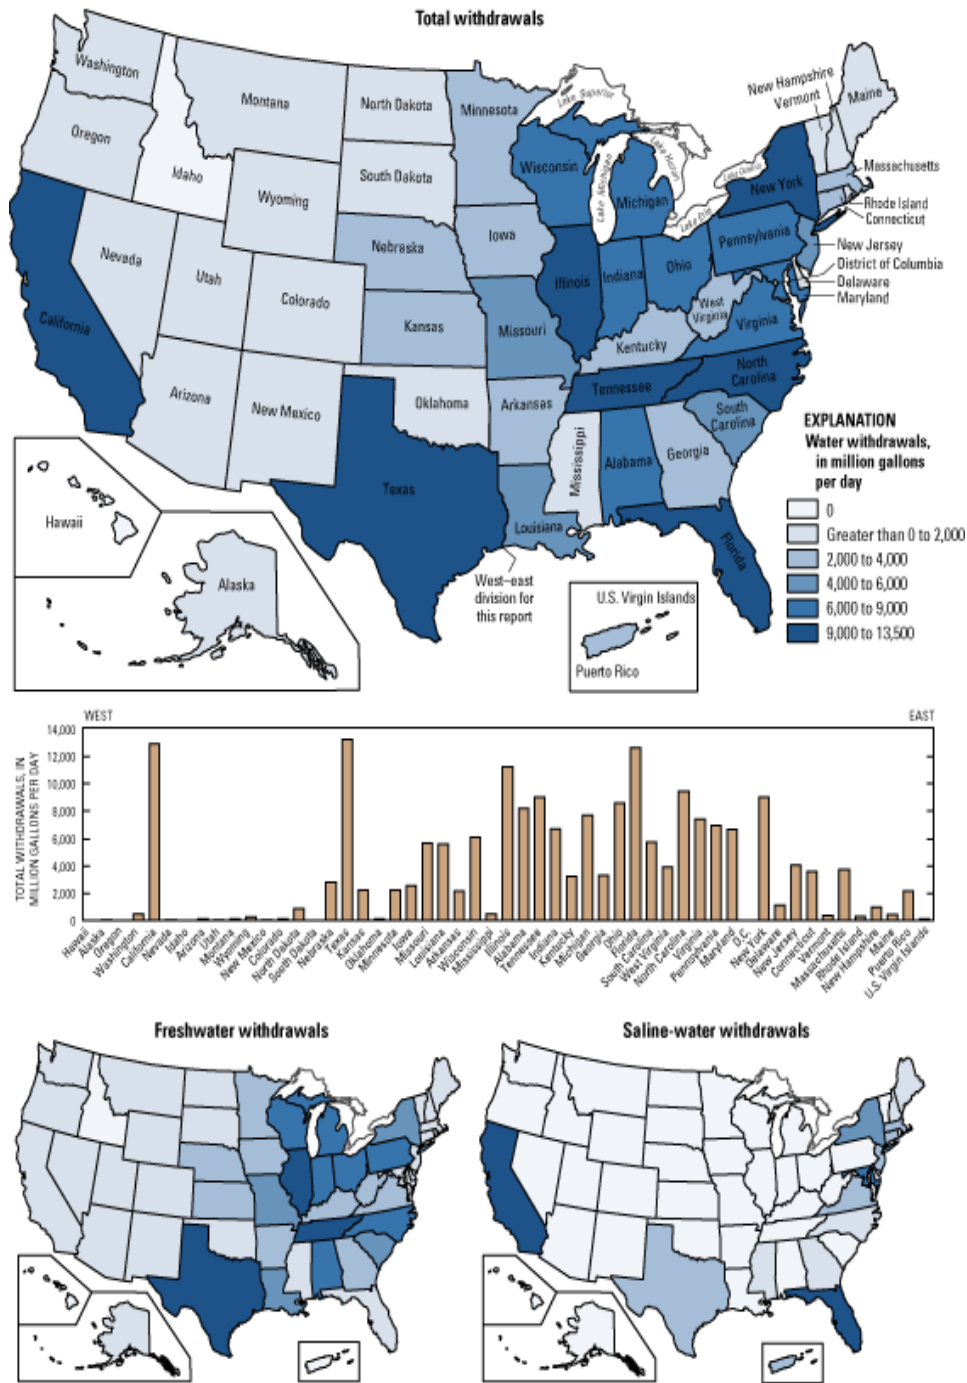 Total withdrawals
Washington
Oregon
California
Nevada
Idaho
Montana
Wyoming
Utah
Colorado
Arizona
New Mexico
North Dakota
South Dakota
Nebraska
Kansas
Oklahoma
Texas
Minnesota
Iowa
Missouri
Arkansas
Louisiana
Wisconsin
Illinois
Michigan
Indiana
Ohio
Kentucky
Tennessee
Mississippi
Alabama
Georgia
Florida
South
Carolina
North
Carolina
Virginia
West
Virginia
Pennsylvania
New York
Maine
New Hampshire
Vermont
Massachusetts
Rhode Island
Connecticut
New Jersey
District of Columbia
Delaware
Maryland
Lake Superior
Lake Michigan
Lake Huron
Lake Erie
Lake Ontario
Hawaii
Alaska
West–east
division for
this report
U.S. Virgin Islands
Puerto Rico
EXPLANATION
Water withdrawals,
in million gallons
per day
0
Greater than 0 to 2,000
2,000 to 4,000
4,000 to 6,000
6,000 to 9,000
9,000 to 13,500
WEST
EAST
TOTAL WITHDRAWALS, IN
MILLION GALLONS PER DAY
14,000
12,000
10,000
8,000
6,000
4,000
2,000
0
Hawaii
Alaska
Oregon
Washington
California
Nevada
Idaho
Arizona
Utah
Montana
Wyoming
New Mexico
Colorado
North Dakota
South Dakota
Nebraska
Texas
Kansas
Oklahoma
Minnesota
Iowa
Missouri
Louisiana
Arkansas
Wisconsin
Mississippi
Illinois
Alabama
Tennessee
Indiana
Kentucky
Michigan
Georgia
Ohio
Florida
South Carolina
West Virginia
North Carolina
Virginia
Pennsylvania
Maryland
D.C.
New York
Delaware
New Jersey
Connecticut
Vermont
Massachusetts
Rhode Island
New Hampshire
Maine
Puerto Rico
U.S. Virgin Islands
Freshwater withdrawals
Saline-water withdrawals